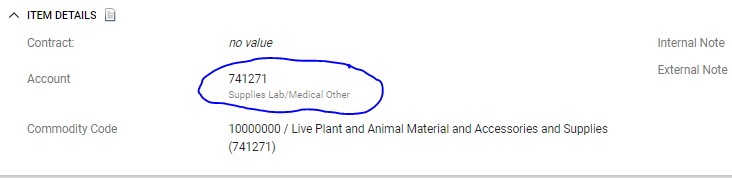 ITEM DETAILS
Contract: no value Internal Note
External Note
Account 741271
Supplies Lab/Medical Other
Commodity Code 10000000 / Live Plant and Animal Material and Accessories and Supplies
(741271)